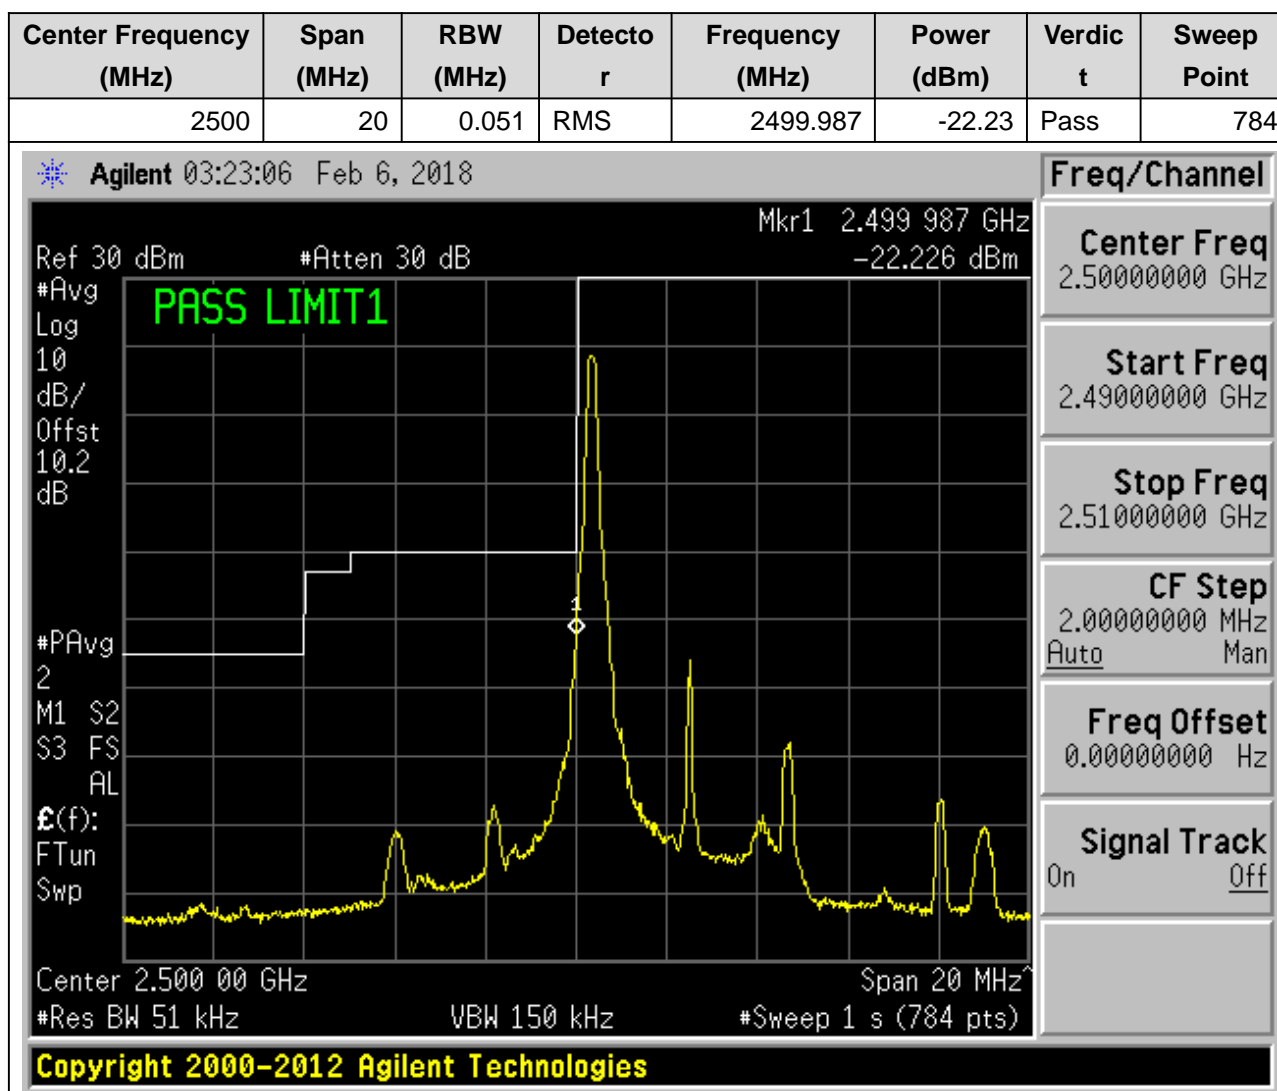 Center Frequency (MHz) Span (MHz) RBW (MHz) Detecto r Frequency (MHz) Power (dBm) Verdic t Sweep Point
2500 20 0.051 RMS 2499.987 -22.23 Pass 784
Agilent 03:23:06 Feb 6, 2018
Freq/Channel
Mkr1 2.499 987 GHz
Ref 30 dBm #Atten 30 dB -22.226 dBm
#Avg
Log
10
dB/
Offst
10.2
dB
PASS LIMIT1
1
#PAvg
2
M1 S2
S3 FS
AL
£(f):
FTun
Swp
Center 2.500 00 GHz Span 20 MHz^
#Res BW 51 kHz VBW 150 kHz #Sweep 1 s (784 pts)
Center Freq
2.50000000 GHz
Start Freq
2.49000000 GHz
Stop Freq
2.51000000 GHz
CF Step
2.00000000 MHz
Auto Man
Freq Offset
0.00000000 Hz
Signal Track
On Off
Copyright 2000-2012 Agilent Technologies